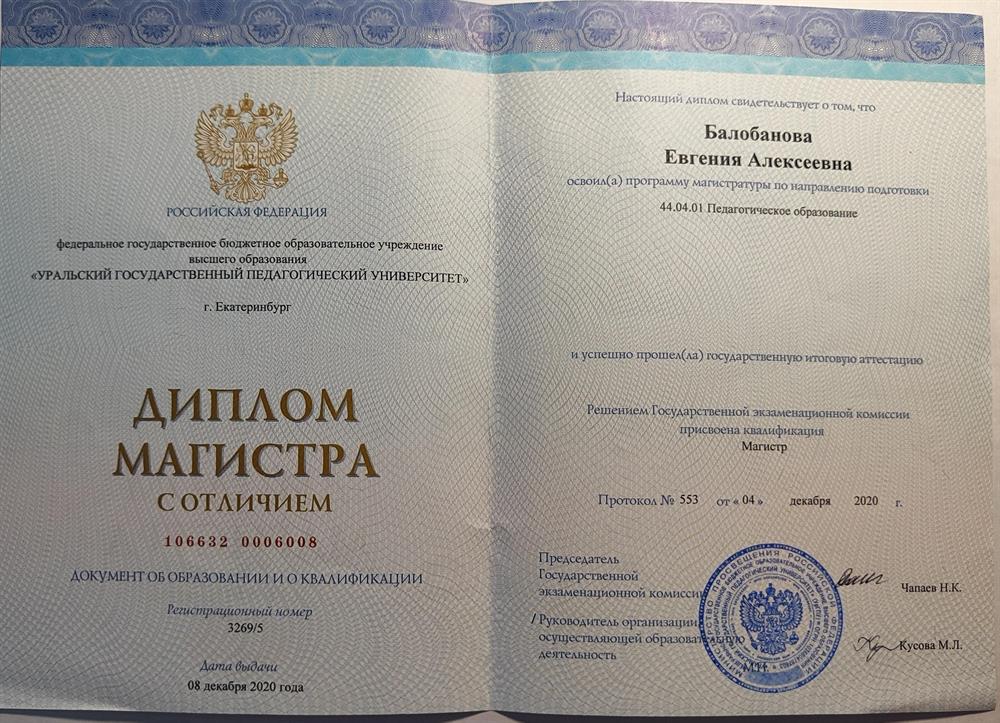 РОССИЙСКАЯ ФЕДЕРАЦИЯ
федеральное государственное бюджетное образовательное учреждение
высшего образования
«УРАЛЬСКИЙ ГОСУДАРСТВЕННЫЙ ПЕДАГОГИЧЕСКИЙ УНИВЕРСИТЕТ»
г. Екатеринбург
ДИПЛОМ
МАГИСТРА
С ОТЛИЧИЕМ
106632 0006008
ДОКУМЕНТ ОБ ОБРАЗОВАНИИ И О КВАЛИФИКАЦИИ
Регистрационный номер
3269/5
Дата выдачи
08 декабря 2020 года
Настоящий диплом свидетельствует о том, что
Балобанова
Евгения Алексеевна
освоил(а) программу магистратуры по направлению подготовки
44.04.01 Педагогическое образование
и успешно прошел(ла) государственную итоговую аттестацию
Решением Государственной экзаменационной комиссии
присвоена квалификация
Магистр
Протокол № 553 от « 04 » декабря 2020 г.
Председатель
Государственной
экзаменационной комиссии
Чапаев Н.К.
/ Руководитель организации,
осуществляющей образовательную
деятельность
Кусова М.Л.
М.П.
МИНИСТЕРСТВО ПРОСВЕЩЕНИЯ РОССИЙСКОЙ ФЕДЕРАЦИИ